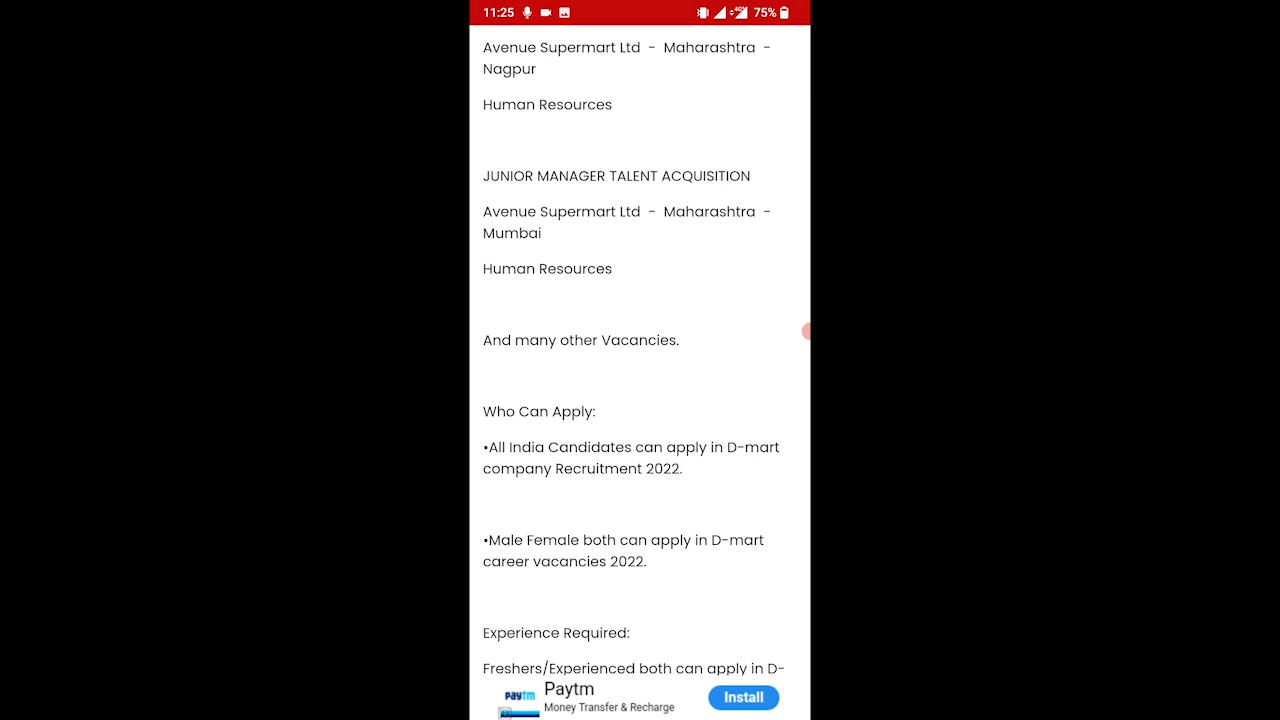 11:25 4G 75%
Avenue Supermart Ltd - Maharashtra -
Nagpur
Human Resources
JUNIOR MANAGER TALENT ACQUISITION
Avenue Supermart Ltd - Maharashtra -
Mumbai
Human Resources
And many other Vacancies.
Who Can Apply:
•All India Candidates can apply in D-mart
company Recruitment 2022.
•Male Female both can apply in D-mart
career vacancies 2022.
Experience Required:
Freshers/Experienced both can apply in D-
paytm
Paytm
Money Transfer & Recharge
Install